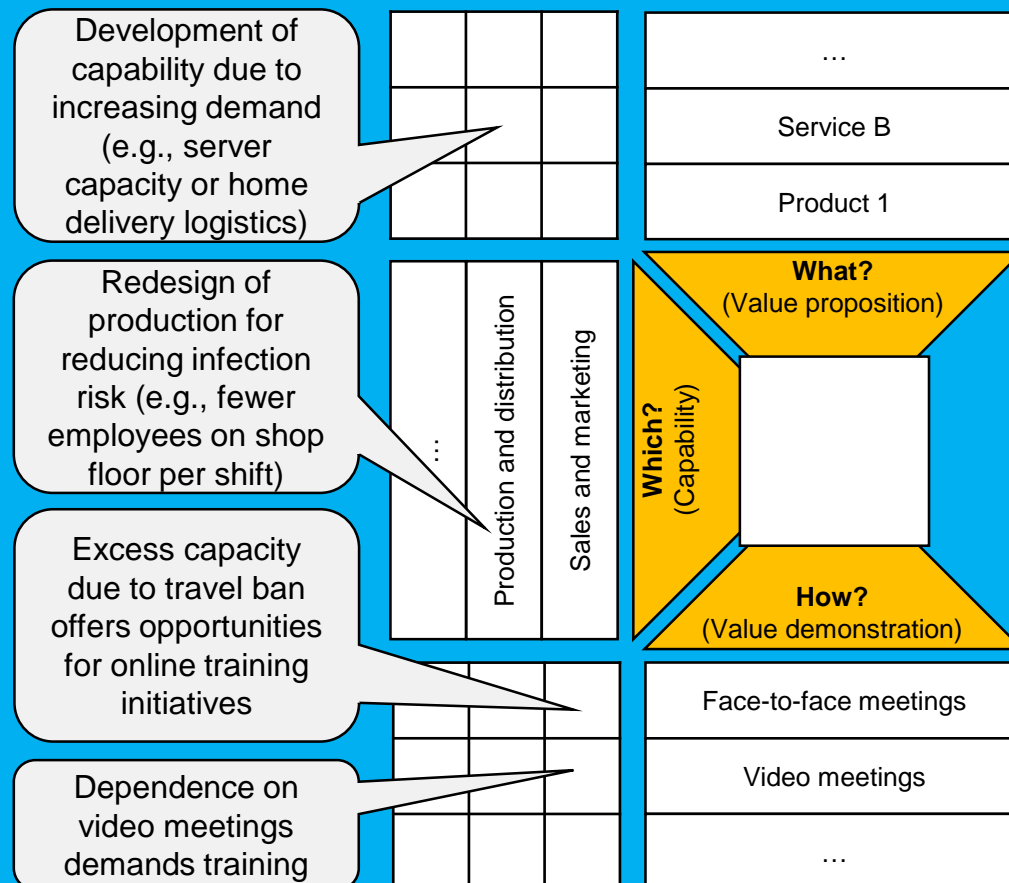 Development of
capability due to
increasing demand
(e.g., server
capacity or home
delivery logistics)
…
Service B
Product 1
Redesign of
production for
reducing infection
risk (e.g., fewer
employees on shop
floor per shift)
…
Production and distribution
Sales and marketing
What?
(Value proposition)
Which?
(Capability)
How?
(Value demonstration)
Excess capacity
due to travel ban
offers opportunities
for online training
initiatives
Face-to-face meetings
Video meetings
…
Dependence on
video meetings
demands training